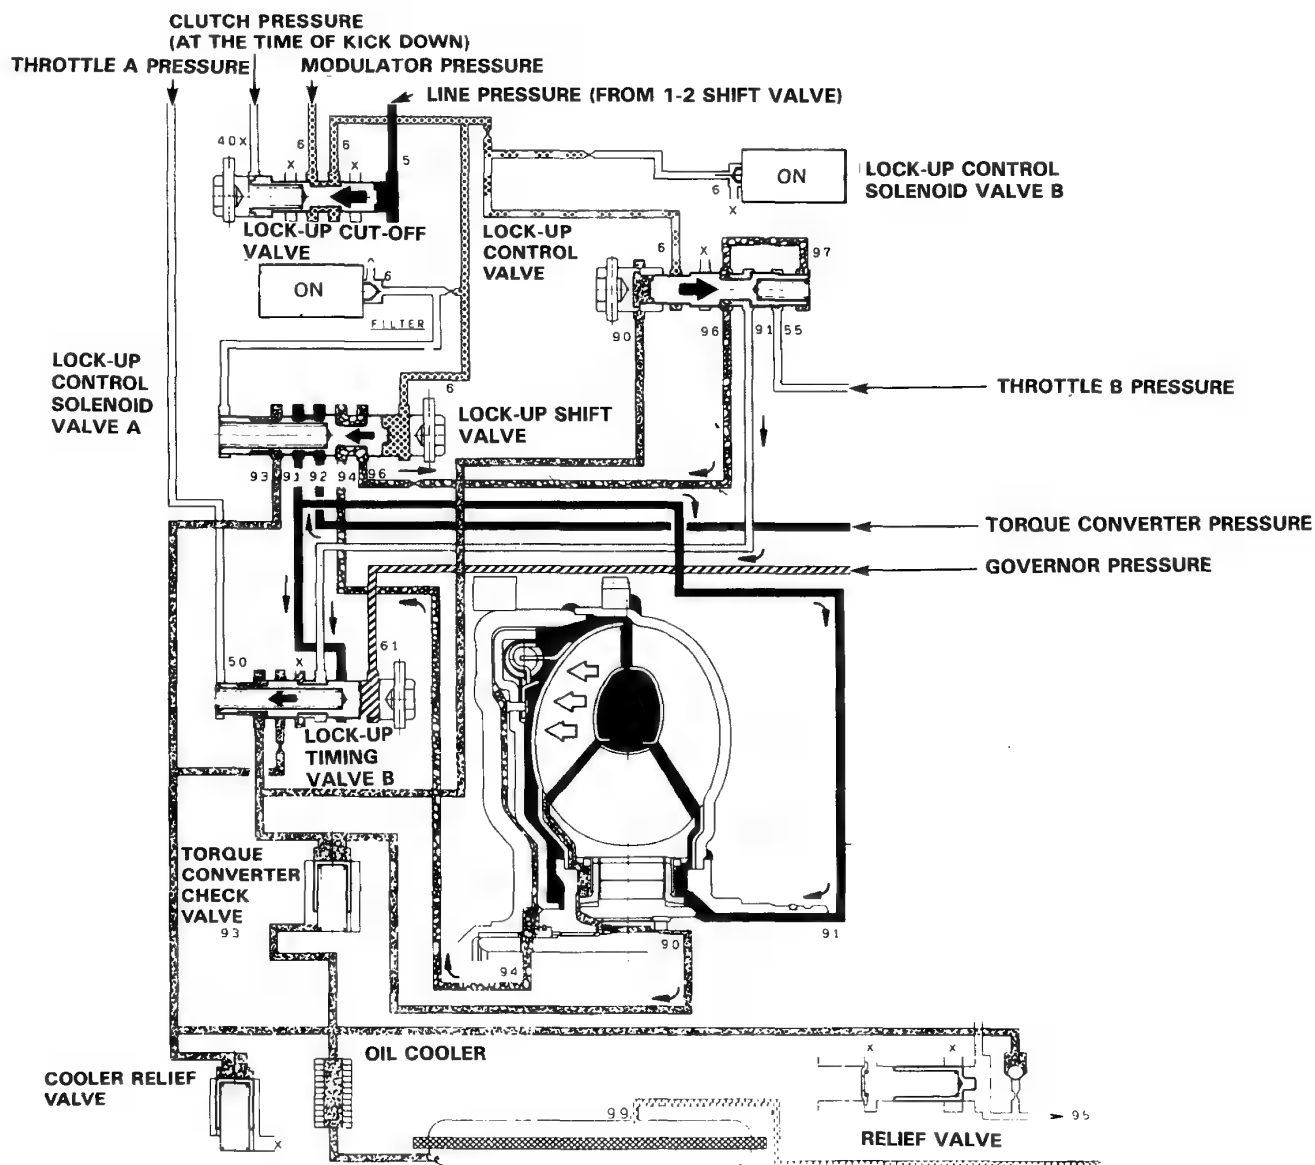 CLUTCH PRESSURE
(AT THE TIME OF KICK DOWN)
THROTTLE A PRESSURE
MODULATOR PRESSURE
LINE PRESSURE (FROM 1-2 SHIFT VALVE)
40X
6
6
X
X
5
LOCK-UP CUT-OFF
VALVE
ON
6
X
LOCK-UP CONTROL
SOLENOID VALVE B
LOCK-UP
CONTROL
VALVE
6
X
97
90
96
91
55
ON
6
FILTER
LOCK-UP
CONTROL
SOLENOID
VALVE A
6
LOCK-UP SHIFT
VALVE
THROTTLE B PRESSURE
93
91
92
94
96
TORQUE CONVERTER PRESSURE
GOVERNOR PRESSURE
50
X
61
LOCK-UP
TIMING
VALVE B
TORQUE
CONVERTER
CHECK
VALVE
93
94
90
91
OIL COOLER
COOLER RELIEF
VALVE
X
99
X
X
95
RELIEF VALVE